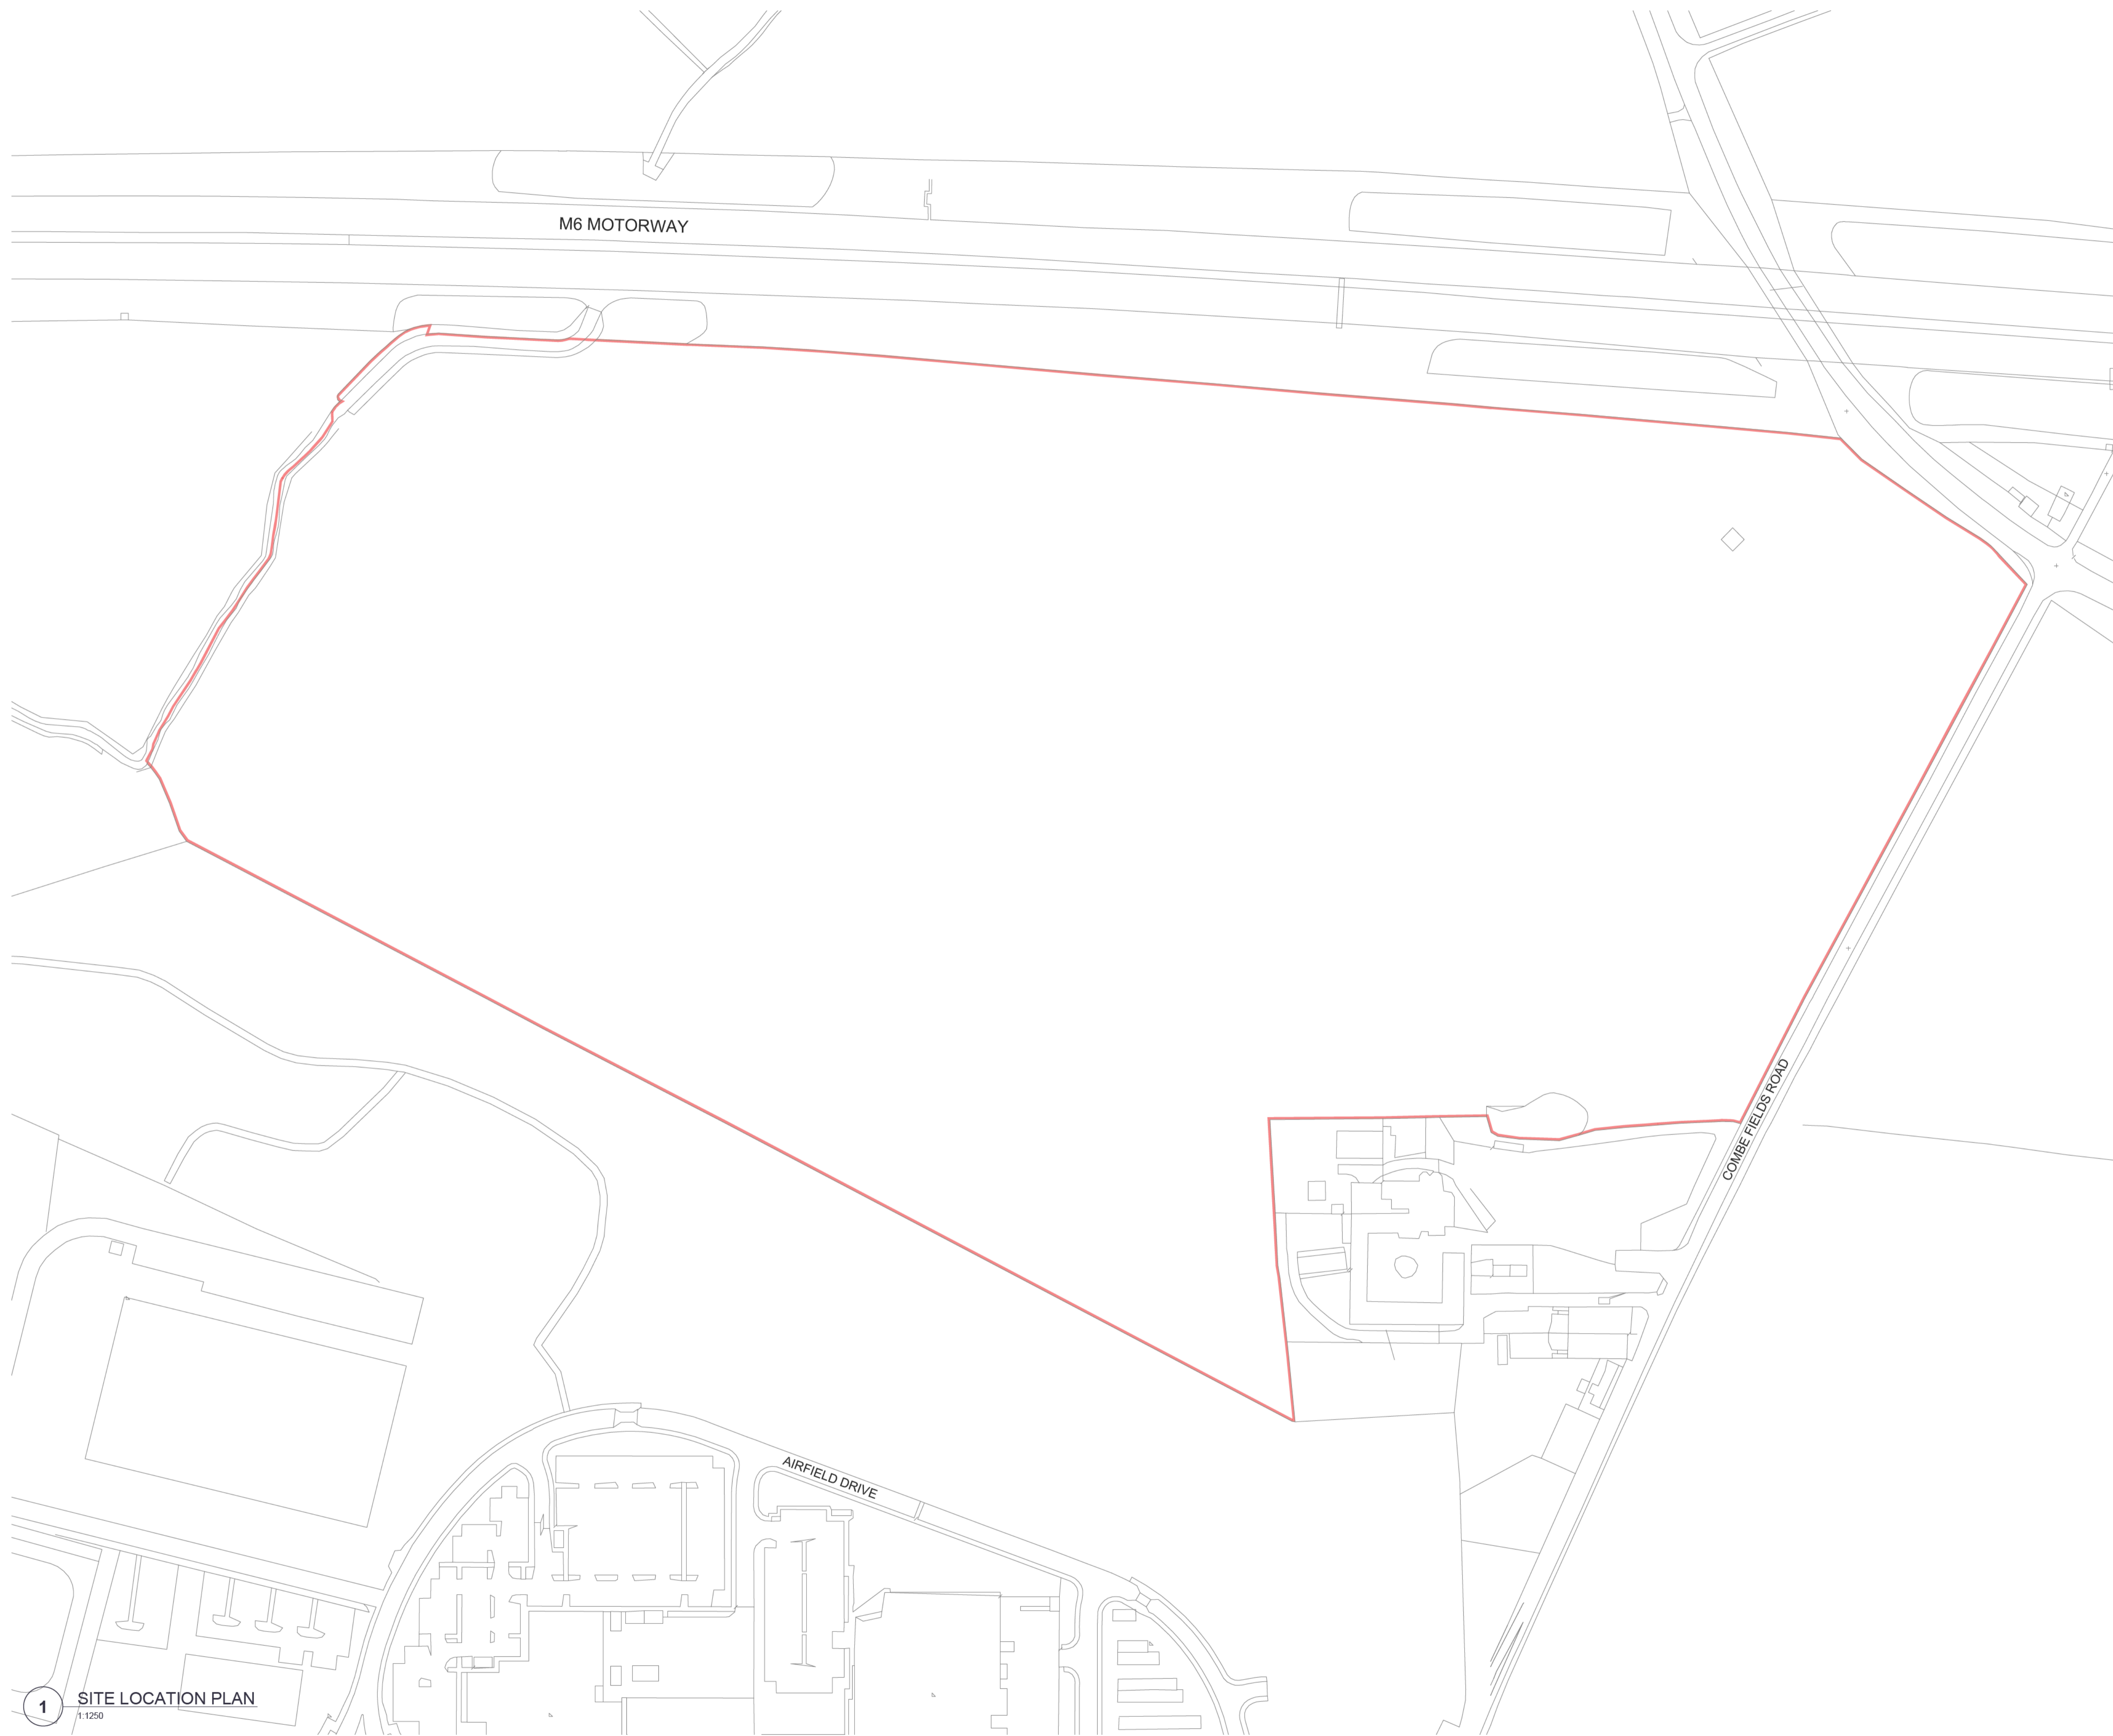 M6 MOTORWAY
COMBE FIELDS ROAD
AIRFIELD DRIVE
1
SITE LOCATION PLAN
1:1250